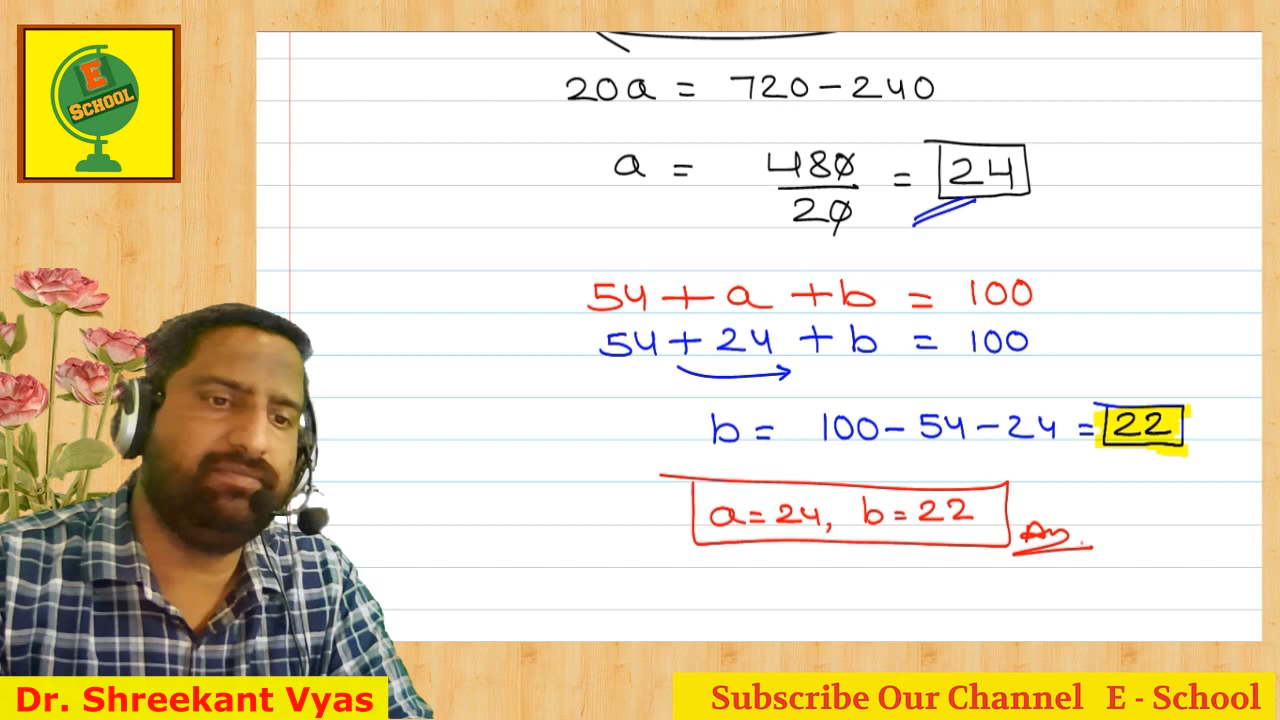 E
SCHOOL
20a = 720 - 240
a = 480/20 = 24
54 + a + b = 100
54 + 24 + b = 100
b = 100 - 54 - 24 = 22
a = 24, b = 22
Ans.
Dr. Shreekant Vyas
Subscribe Our Channel E - School